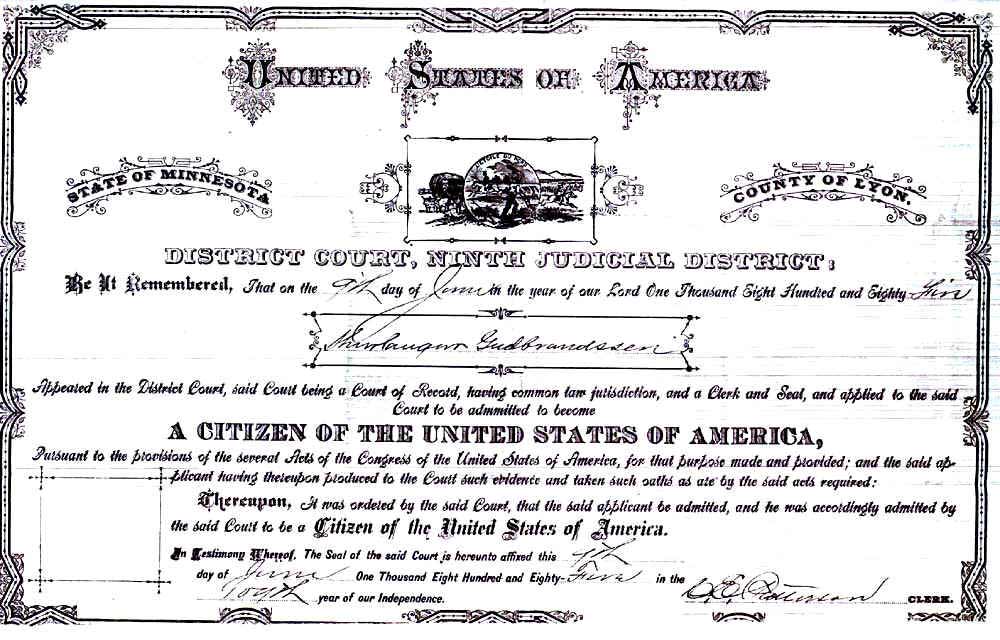 UNITED STATES OF AMERICA.
STATE OF MINNESOTA
L'ETOILE DU NORD
COUNTY OF LYON.
DISTRICT COURT, NINTH JUDICIAL DISTRICT:
Be It Remembered, That on the 9th day of June in the year of our Lord One Thousand Eight Hundred and Eighty-five
Gudbrandssen
Appeared in the District Court, said Court being a Court of Record, having common law jurisdiction, and a Clerk and Seal, and applied to the said
Court to be admmitted to become
A CITIZEN OF THE UNITED STATES OF AMERICA,
Pursuant to the provisions of the several Acts of the Congress of the United States of America, for that purpose made and provided; and the said ap-
plicant having thereupon produced to the Court such evidence and taken such oaths as are by the said acts required:
Thereupon, It was ordered by the said Court, that the said applicant be admitted, and he was accordingly admitted by
the said Court to be a Citizen of the United States of America.
In Testimony Whereof, The Seal of the said Court is hereunto affixed this 9th
day of June One Thousand Eight Hundred and Eighty-Five in the
109th year of our Independence.
C. E. Patterson CLERK.